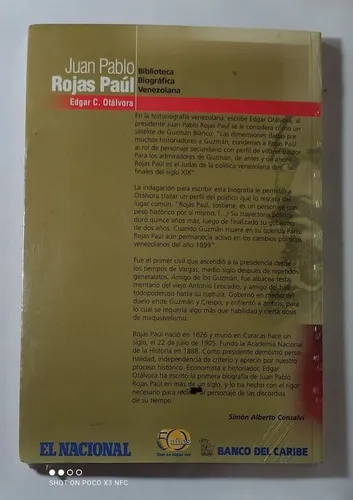 Juan Pablo
Rojas Paúl
Edgar C. Otálvora
Biblioteca
Biográfica
Venezolana
En la historiografía venezolana, escribe Edgar Otálvora, al
presidente Juan Pablo Rojas Paúl se le considera como un
satélite de Guzmán Blanco: "Las dimensiones dadas por
muchos historiadores a Guzmán, condenan a Rojas Paúl
al rol de personaje secundario con perfil de villano traidor.
Para los admiradores de Guzmán, de antes y de ahora,
Rojas Paúl es el Judas de la política venezolana de
finales del siglo XIX".
La indagación para escribir esta biografía le permitió a
Otálvora trazar un perfil del político que lo rescata del
lugar común. "Rojas Paúl, sostiene, es un personaje con
peso histórico por sí mismo. (...) Su trayectoria política
duró quince años más, luego de finalizado su gobierno
de dos años. Cuando Guzmán muere en su querida París,
Rojas Paúl aún permanecía activo en los cambios políticos
venezolanos del año 1899".
Fue el primer civil que ascendió a la presidencia desde
los tiempos de Vargas, medio siglo después de repetidos
generalatos. Amigo de los Guzmán, fue albacea testa-
mentario del viejo Antonio Leocadio, y amigo del hijo
todopoderoso hasta su ruptura. Gobernó en medio del
duelo entre Guzmán y Crespo, y enfrentó a ambos, para
lo cual se requería algo más que habilidad y cierta dosis
de maquiavelismo.
Rojas Paúl nació en 1826 y murió en Caracas hace un
siglo, el 22 de julio de 1905. Fundó la Academia Nacional
de la Historia en 1888. Como presidente demostró perso-
nalidad, independencia de criterio y aprecio por nuestro
proceso histórico. Economista e historiador, Edgar
Otálvora ha escrito la primera biografía de Juan Pablo
Rojas Paúl en más de un siglo, y lo ha hecho con el rigor
necesario para al personaje de las discordias
de su tiempo.
Simón Alberto Consalvi
EL NACIONAL
50 años
BANCO DEL CARIBE
SHOT ON POCO X3 NFC